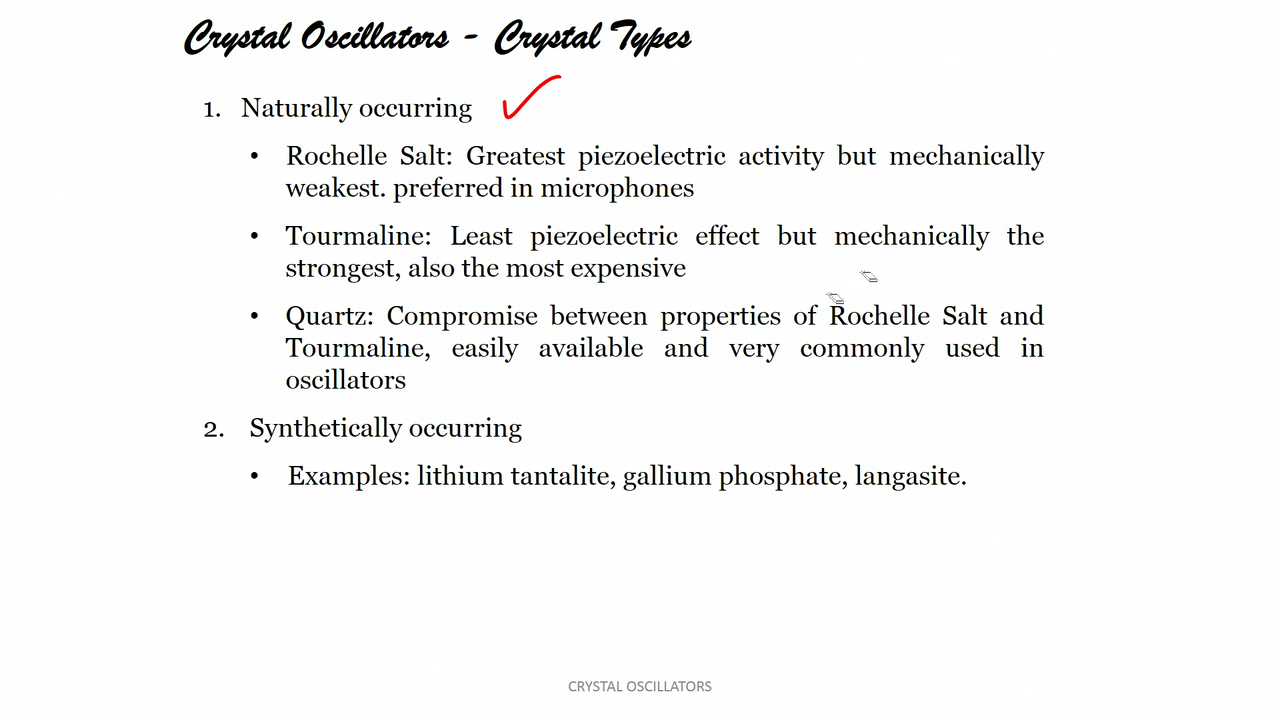 Crystal Oscillators - Crystal Types
1. Naturally occurring
• Rochelle Salt: Greatest piezoelectric activity but mechanically
weakest. preferred in microphones
• Tourmaline: Least piezoelectric effect but mechanically the
strongest, also the most expensive
• Quartz: Compromise between properties of Rochelle Salt and
Tourmaline, easily available and very commonly used in
oscillators
2. Synthetically occurring
• Examples: lithium tantalite, gallium phosphate, langasite.
CRYSTAL OSCILLATORS